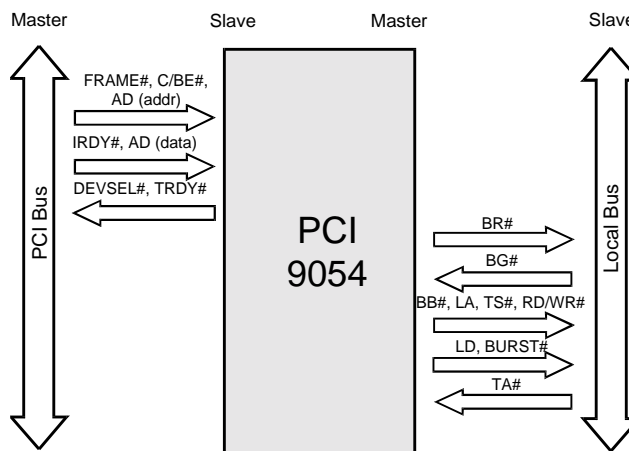 Master
Slave
Master
Slave
FRAME#, C/BE#,
AD (addr)
IRDY#, AD (data)
DEVSEL#, TRDY#
PCI Bus
PCI
9054
BR#
BG#
BB#, LA, TS#, RD/WR#
LD, BURST#
TA#
Local Bus